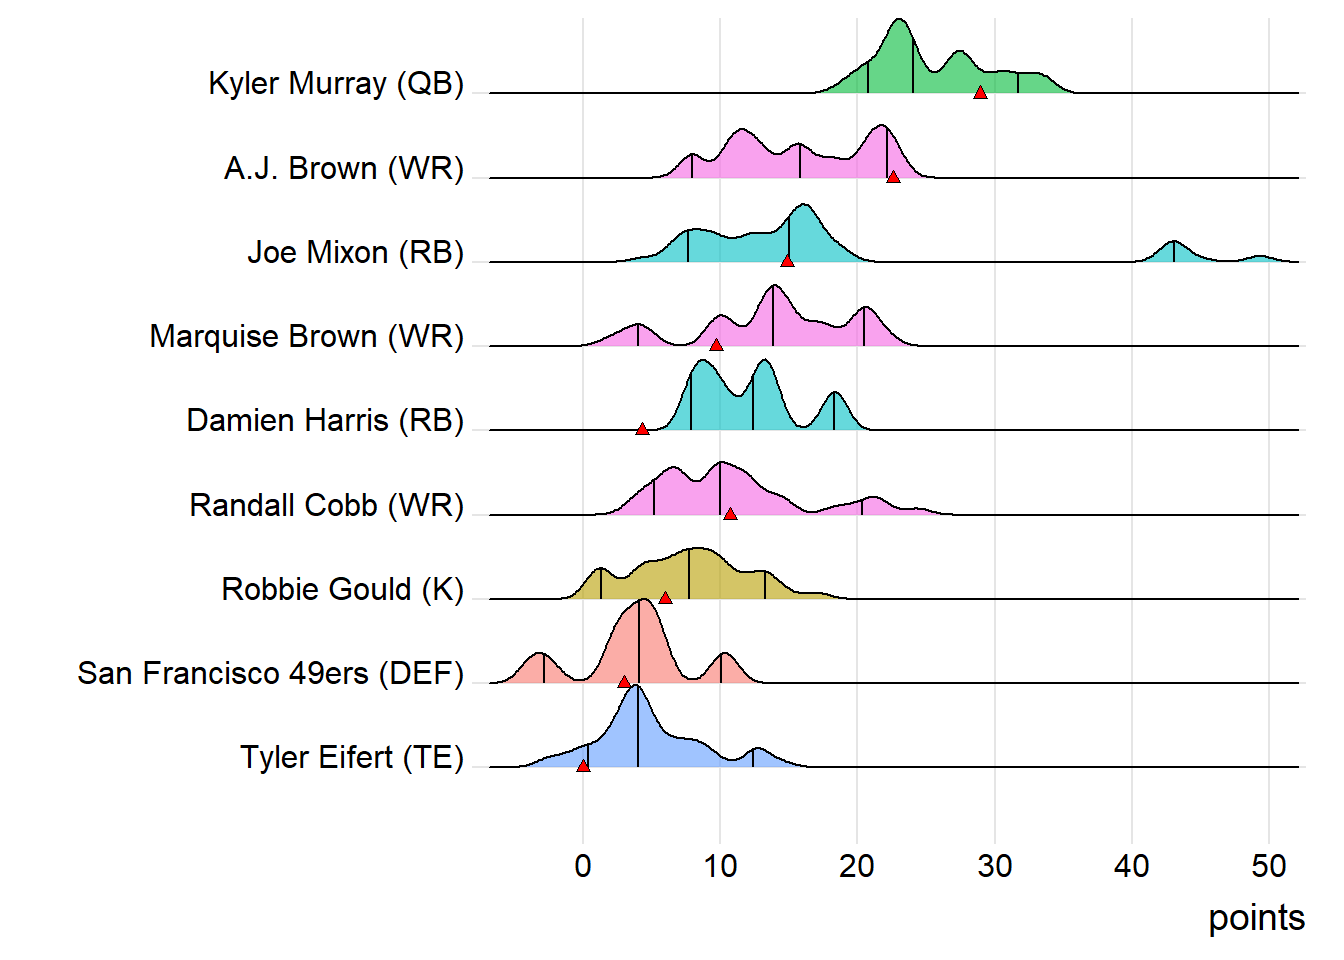 Kyler Murray (QB)
A.J. Brown (WR)
Joe Mixon (RB)
Marquise Brown (WR)
Damien Harris (RB)
Randall Cobb (WR)
Robbie Gould (K)
San Francisco 49ers (DEF)
Tyler Eifert (TE)
0 10 20 30 40 50
points